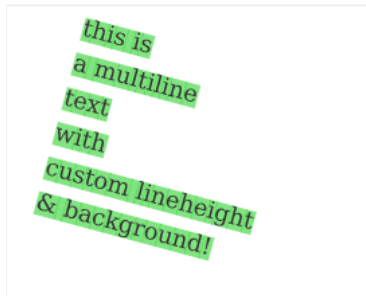 this is
a multiline
text
with
custom lineheight
& background!